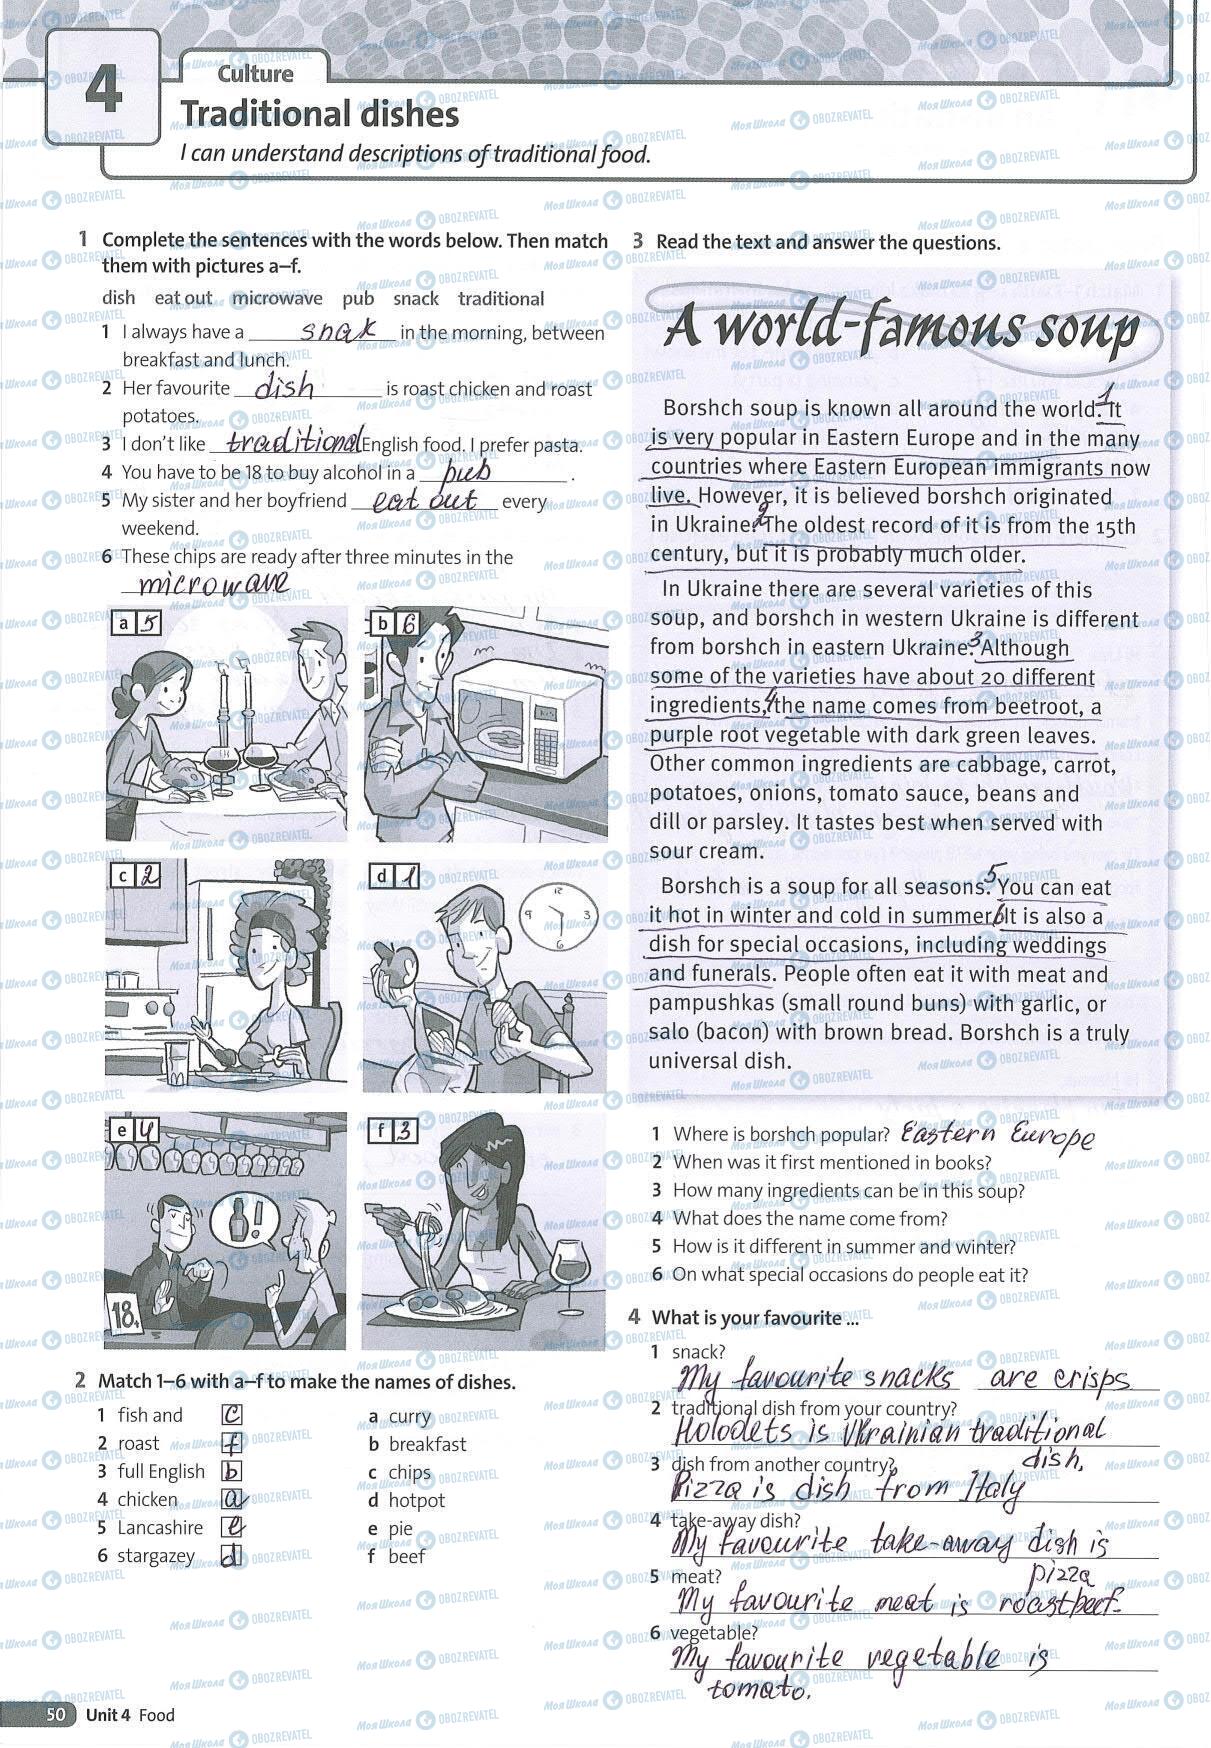 4
Culture
Traditional dishes
I can understand descriptions of traditional food.
1 Complete the sentences with the words below. Then match
them with pictures a–f.
dish eat out microwave pub snack traditional
1 I always have a snak in the morning, between
breakfast and lunch.
2 Her favourite dish is roast chicken and roast
potatoes.
3 I don't like traditional English food. I prefer pasta.
4 You have to be 18 to buy alcohol in a pub .
5 My sister and her boyfriend eat out every
weekend.
6 These chips are ready after three minutes in the
microwave
a 5
b 6
c 2
d 1
12
9 3
6
e 4
!
18+
f 3
2 Match 1–6 with a–f to make the names of dishes.
1 fish and c
2 roast f
3 full English b
4 chicken a
5 Lancashire e
6 stargazey d
a curry
b breakfast
c chips
d hotpot
e pie
f beef
3 Read the text and answer the questions.
A world-famous soup
Borshch soup is known all around the world. 1 It
is very popular in Eastern Europe and in the many
countries where Eastern European immigrants now
live. However, it is believed borshch originated
in Ukraine. 2 The oldest record of it is from the 15th
century, but it is probably much older.
In Ukraine there are several varieties of this
soup, and borshch in western Ukraine is different
from borshch in eastern Ukraine. 3 Although
some of the varieties have about 20 different
ingredients, 4 the name comes from beetroot, a
purple root vegetable with dark green leaves.
Other common ingredients are cabbage, carrot,
potatoes, onions, tomato sauce, beans and
dill or parsley. It tastes best when served with
sour cream.
Borshch is a soup for all seasons. 5 You can eat
it hot in winter and cold in summer. 6 It is also a
dish for special occasions, including weddings
and funerals. People often eat it with meat and
pampushkas (small round buns) with garlic, or
salo (bacon) with brown bread. Borshch is a truly
universal dish.
1 Where is borshch popular? Eastern Europe
2 When was it first mentioned in books?
3 How many ingredients can be in this soup?
4 What does the name come from?
5 How is it different in summer and winter?
6 On what special occasions do people eat it?
4 What is your favourite ...
1 snack?
My favourite snacks are crisps
2 traditional dish from your country?
Holodets is Ukrainian traditional
dish,
3 dish from another country?
Pizza is dish from Italy
4 take-away dish?
My favourite take-away dish is
pizza
5 meat?
My favourite meat is roastbeef.
6 vegetable?
My favourite vegetable is
tomato.
50 Unit 4 Food
МояШкола OBOZREVATEL